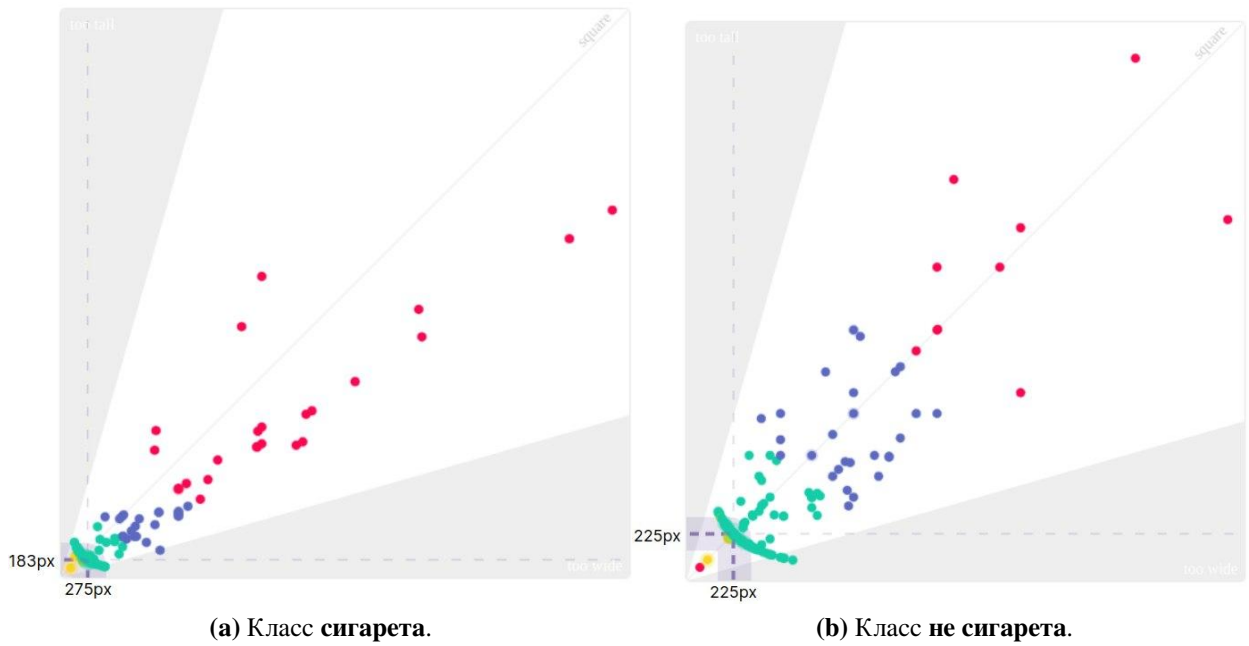 too tall
square
183px
275px
too wide
(a) Класс сигарета.
too tall
square
225px
225px
too wide
(b) Класс не сигарета.